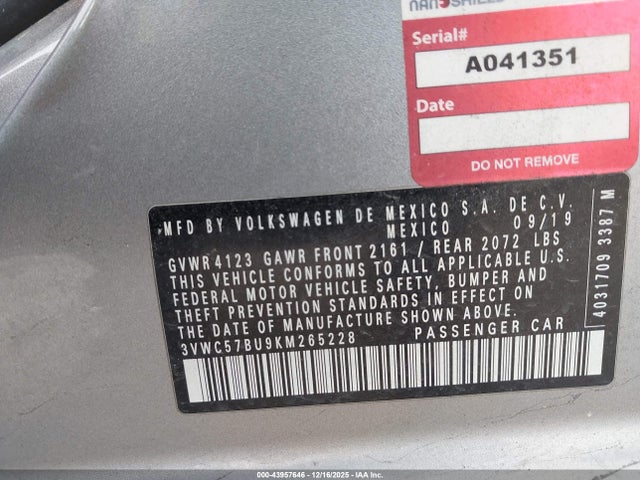 NANOSHIELD
Serial#
A041351
Date
DO NOT REMOVE
MFD BY VOLKSWAGEN DE MEXICO S.A. DE C.V.
MEXICO 09/19
GVWR 4123 GAWR FRONT 2161 / REAR 2072 LBS
THIS VEHICLE CONFORMS TO ALL APPLICABLE U.S.
FEDERAL MOTOR VEHICLE SAFETY, BUMPER AND
THEFT PREVENTION STANDARDS IN EFFECT ON
THE DATE OF MANUFACTURE SHOWN ABOVE.
3VWC57BU9KM265228 PASSENGER CAR
4031709 3387 M
000-43957646 - 12/16/2025 - IAA Inc.